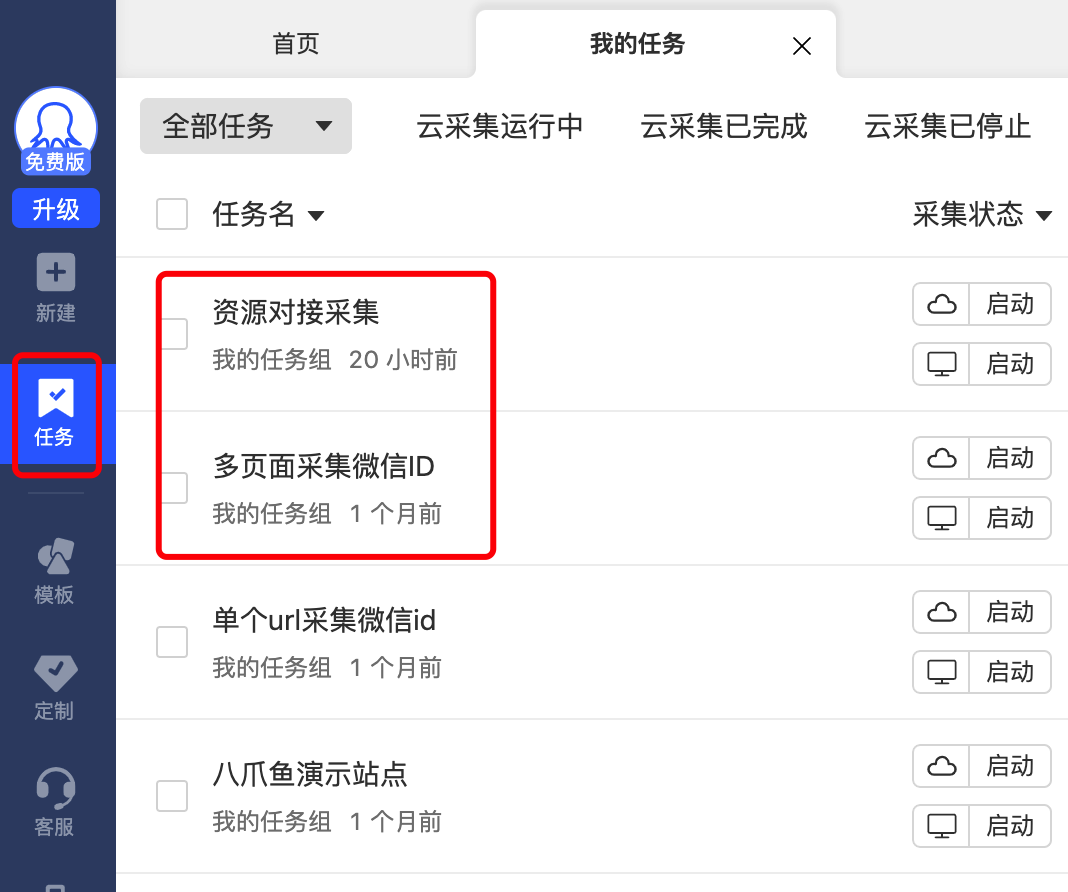 首页
我的任务
免费版
升级
新建
任务
模板
定制
客服
全部任务
云采集运行中
云采集已完成
云采集已停止
任务名
采集状态
资源对接采集
我的任务组 20 小时前
启动
启动
多页面采集微信ID
我的任务组 1 个月前
启动
启动
单个url采集微信id
我的任务组 1 个月前
启动
启动
八爪鱼演示站点
我的任务组 1 个月前
启动
启动